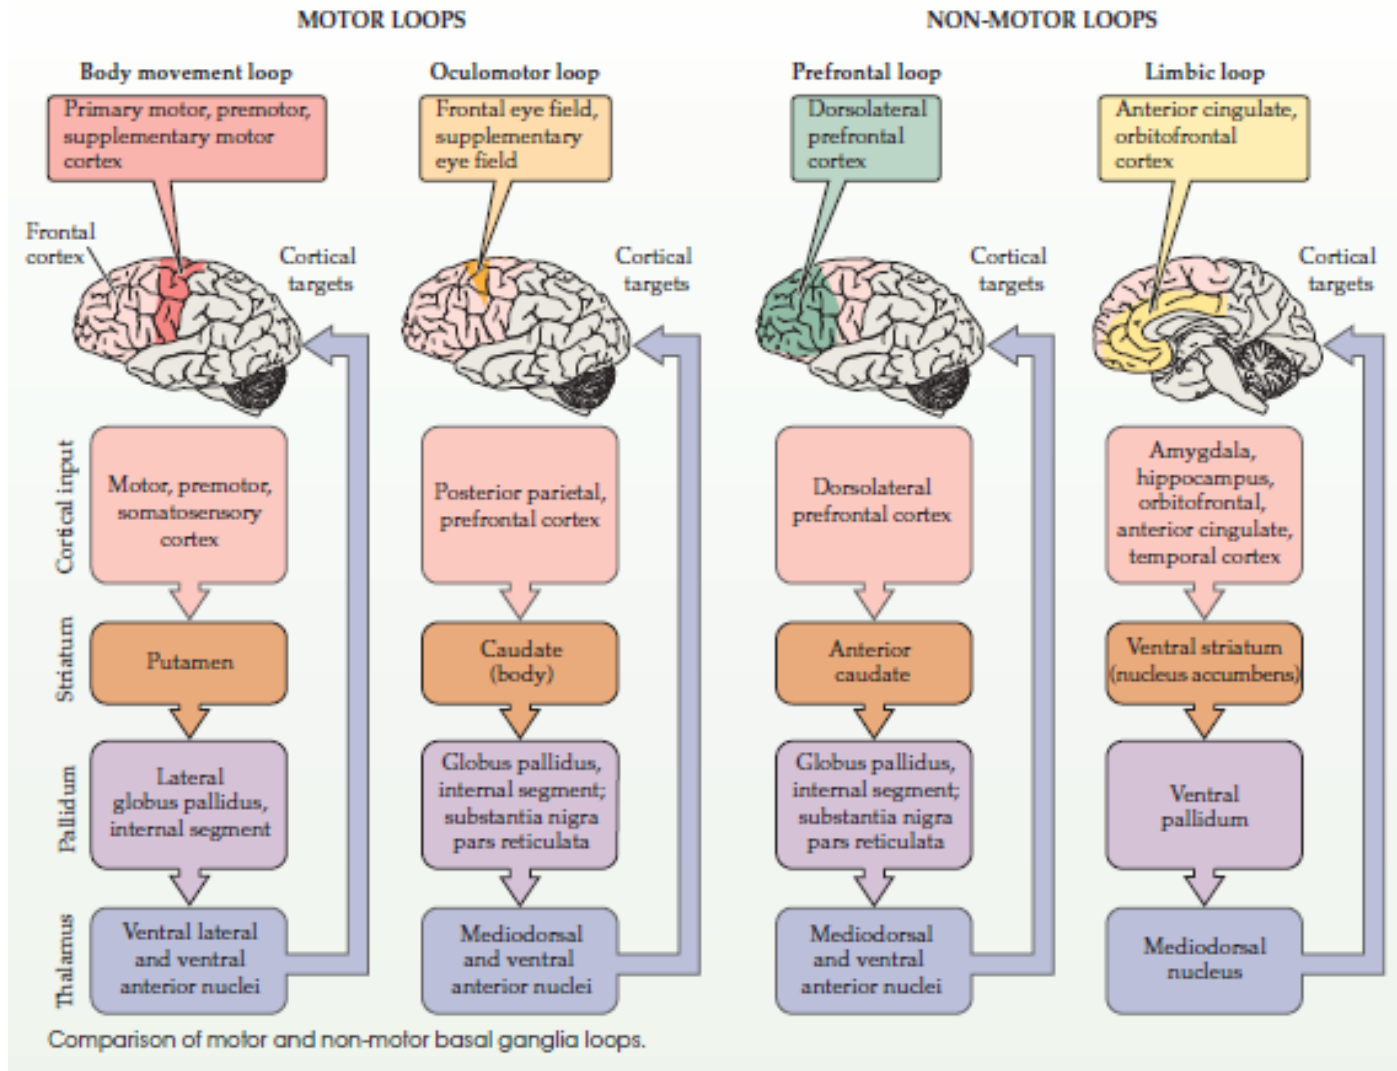 MOTOR LOOPS
NON-MOTOR LOOPS
Body movement loop
Oculomotor loop
Prefrontal loop
Limbic loop
Primary motor, premotor,
supplementary motor
cortex
Frontal eye field,
supplementary
eye field
Dorsolateral
prefrontal
cortex
Anterior cingulate,
orbitofrontal
cortex
Frontal
cortex
Cortical
targets
Cortical
targets
Cortical
targets
Cortical
targets
Cortical input
Motor, premotor,
somatosensory
cortex
Posterior parietal,
prefrontal cortex
Dorsolateral
prefrontal cortex
Amygdala,
hippocampus,
orbitofrontal,
anterior cingulate,
temporal cortex
Striatum
Putamen
Caudate
(body)
Anterior
caudate
Ventral striatum
(nucleus accumbens)
Pallidum
Lateral
globus pallidus,
internal segment
Globus pallidus,
internal segment;
substantia nigra
pars reticulata
Globus pallidus,
internal segment;
substantia nigra
pars reticulata
Ventral
pallidum
Thalamus
Ventral lateral
and ventral
anterior nuclei
Mediodorsal
and ventral
anterior nuclei
Mediodorsal
and ventral
anterior nuclei
Mediodorsal
nucleus
Comparison of motor and non-motor basal ganglia loops.